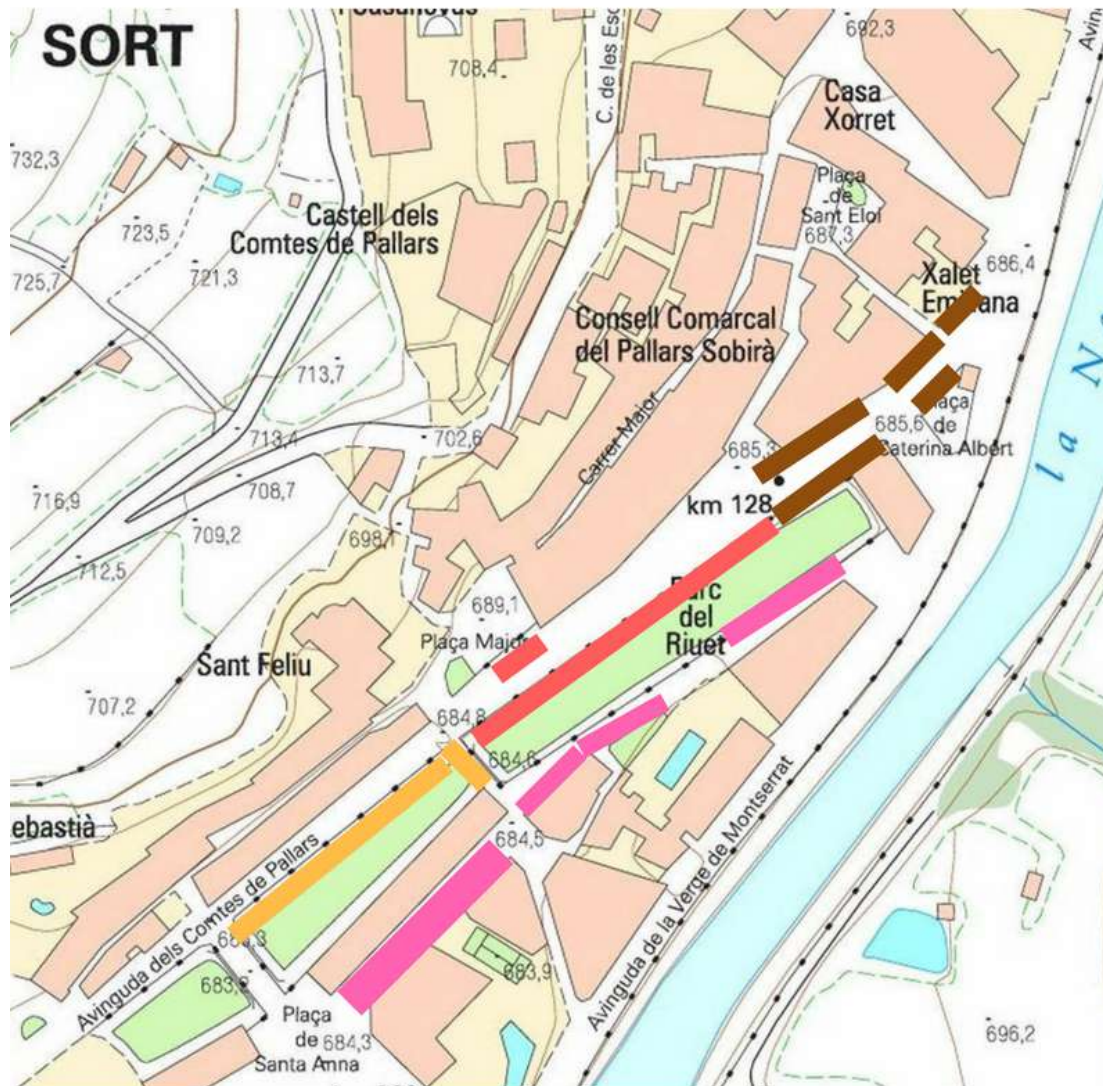 SORT
708,4
C. de les Esc
692,3
Avin
Casa
Xorret
732,3
Plaça
de
Sant Eloi
687,3
723,5
Castell dels
Comtes de Pallars
725,7
721,3
686,4
Xalet
Consell Comarcal
del Pallars Sobirà
713,7
Carrer Major
713,4
702,6
685,6
de
Caterina Albert
685,3
716,9
708,7
km 128
709,2
698,1
712,5
689,1
Plaça Major
del
Riuet
Sant Feliu
707,2
684,8
684,6
ebastià
684,5
Avinguda dels Comtes de Pallars
Avinguda de la Verge de Montserrat
683,2
683,9
Plaça
de
684,3
Santa Anna
696,2
la N